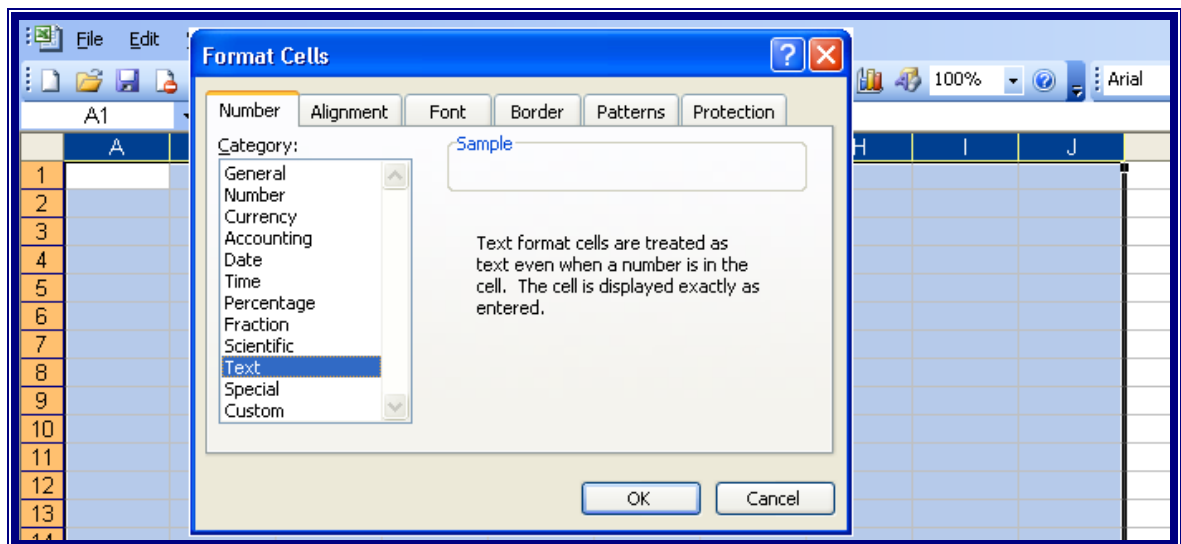 File Edit
Format Cells
100%
Arial
A1
Number Alignment Font Border Patterns Protection
A H I J
Category:
Sample
General
Number
Currency
Accounting
Date
Time
Percentage
Fraction
Scientific
Text
Special
Custom
Text format cells are treated as
text even when a number is in the
cell. The cell is displayed exactly as
entered.
OK Cancel
1
2
3
4
5
6
7
8
9
10
11
12
13
14